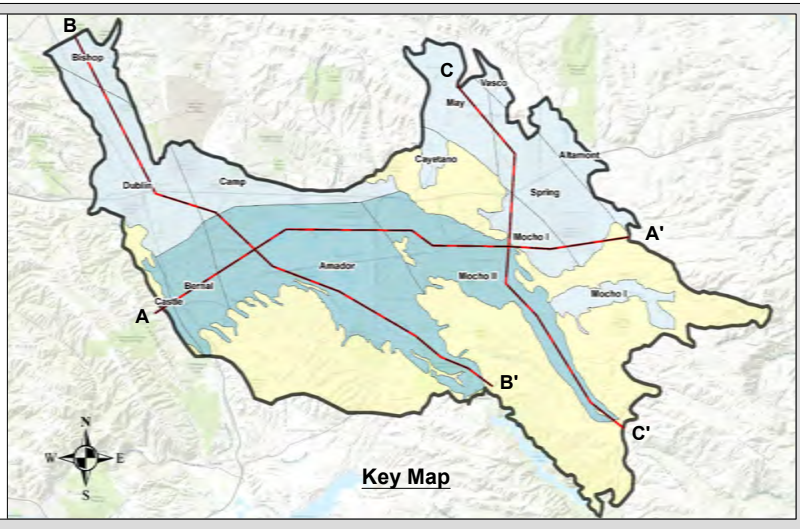 B
Bishop
C
Vasco
May
Altamont
Cayetano
Camp
Dublin
Spring
Mocho I
A'
Amador
Mocho II
Bernal
Mocho I
Castle
A
B'
C'
N
W
E
S
Key Map